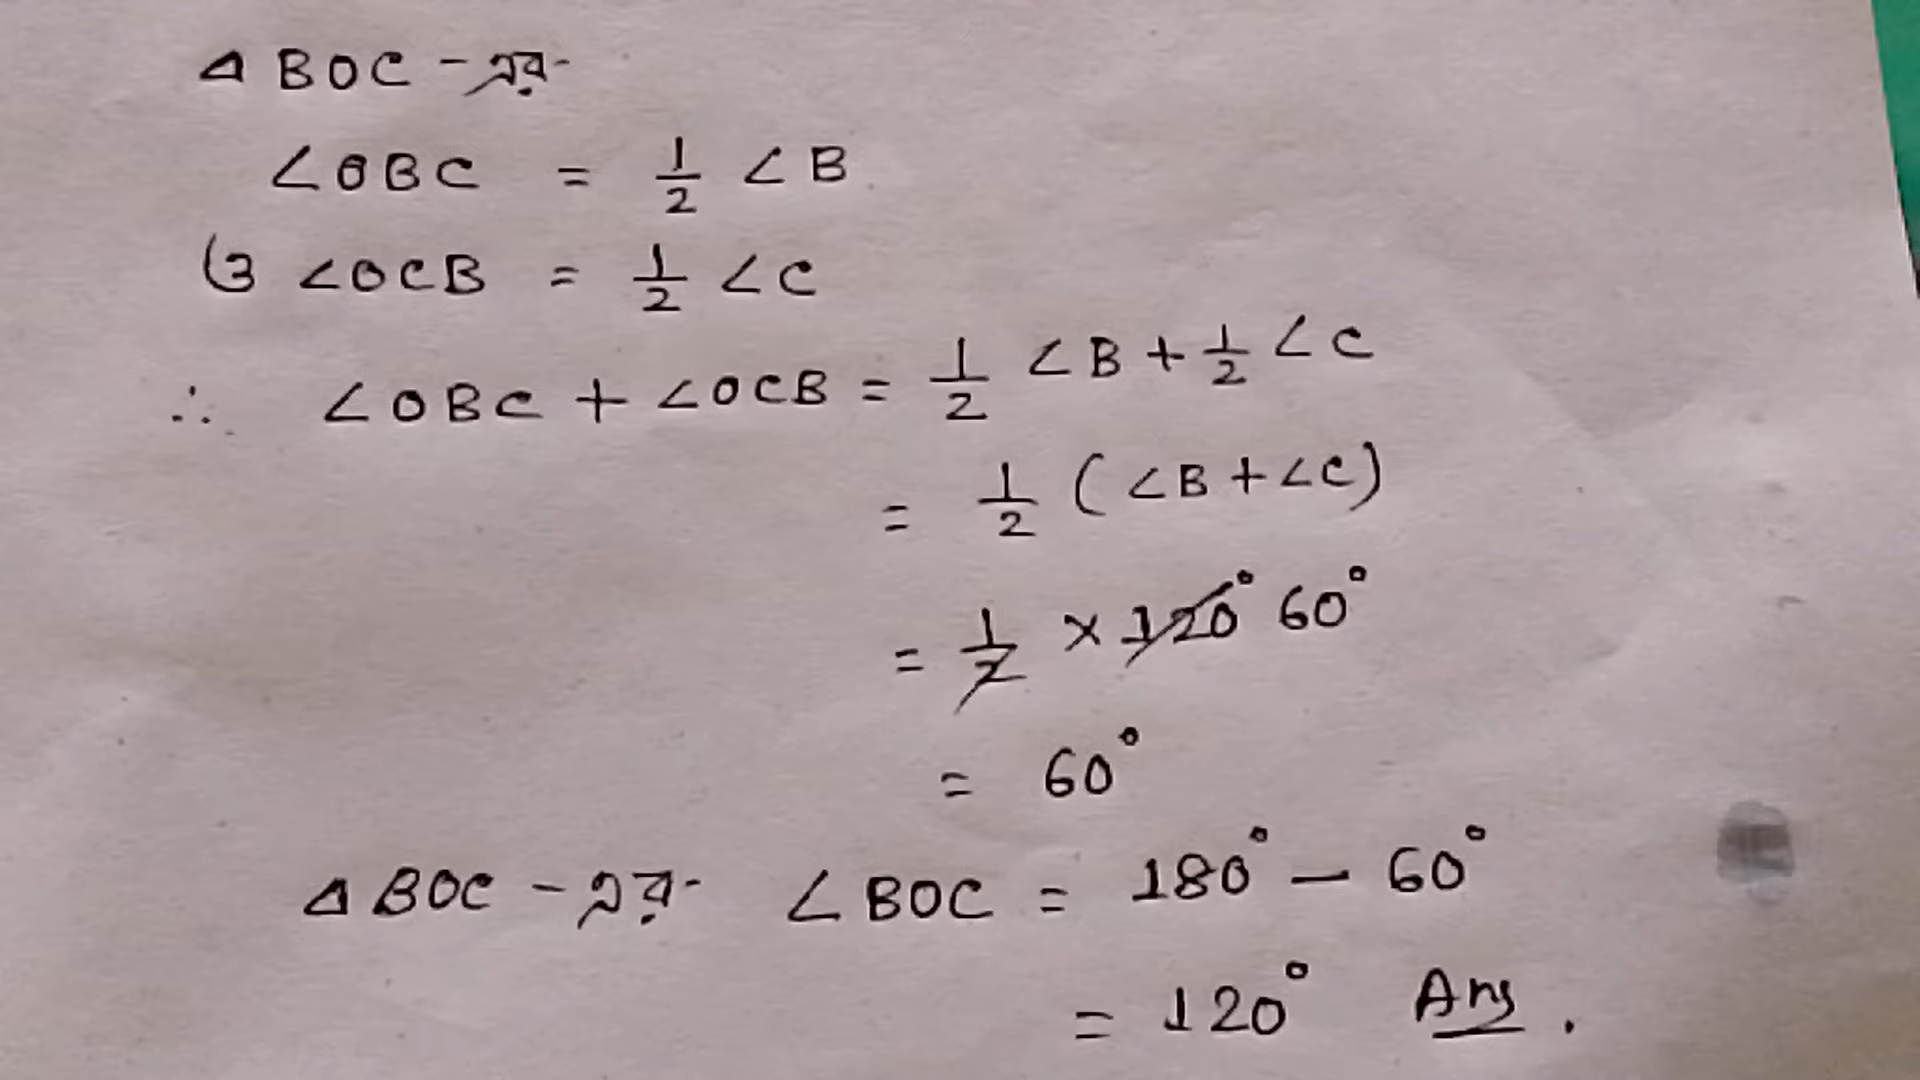 △ BOC - এর
∠OBC = 1/2 ∠B
ও ∠OCB = 1/2 ∠C
∴ ∠OBC + ∠OCB = 1/2 ∠B + 1/2 ∠C
= 1/2 (∠B + ∠C)
= 1/2 × 120° 60°
= 60°
△ BOC - এর ∠BOC = 180° - 60°
= 120° Ans.